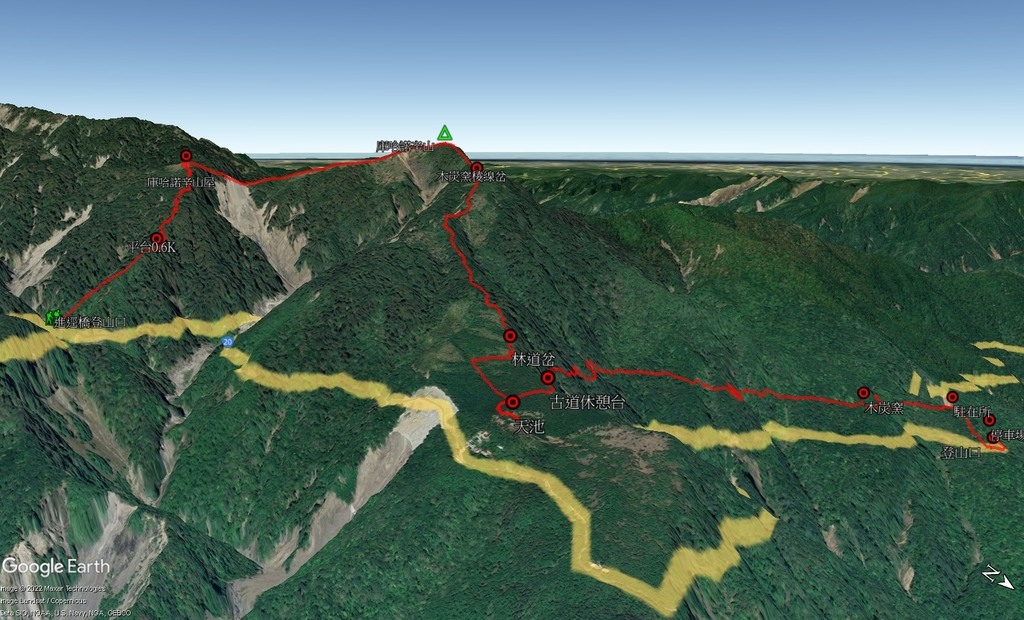 庫哈諾辛山
木炭窯稜線岔
庫哈諾辛山屋
平台0.6K
進涇橋登山口
20
林道岔
古道休憩台
天池
木炭窯
駐在所
停車場
登山口
N
Google Earth
Image © 2022 Maxar Technologies
Image Landsat / Copernicus
Data SIO, NOAA, U.S. Navy, NGA, GEBCO